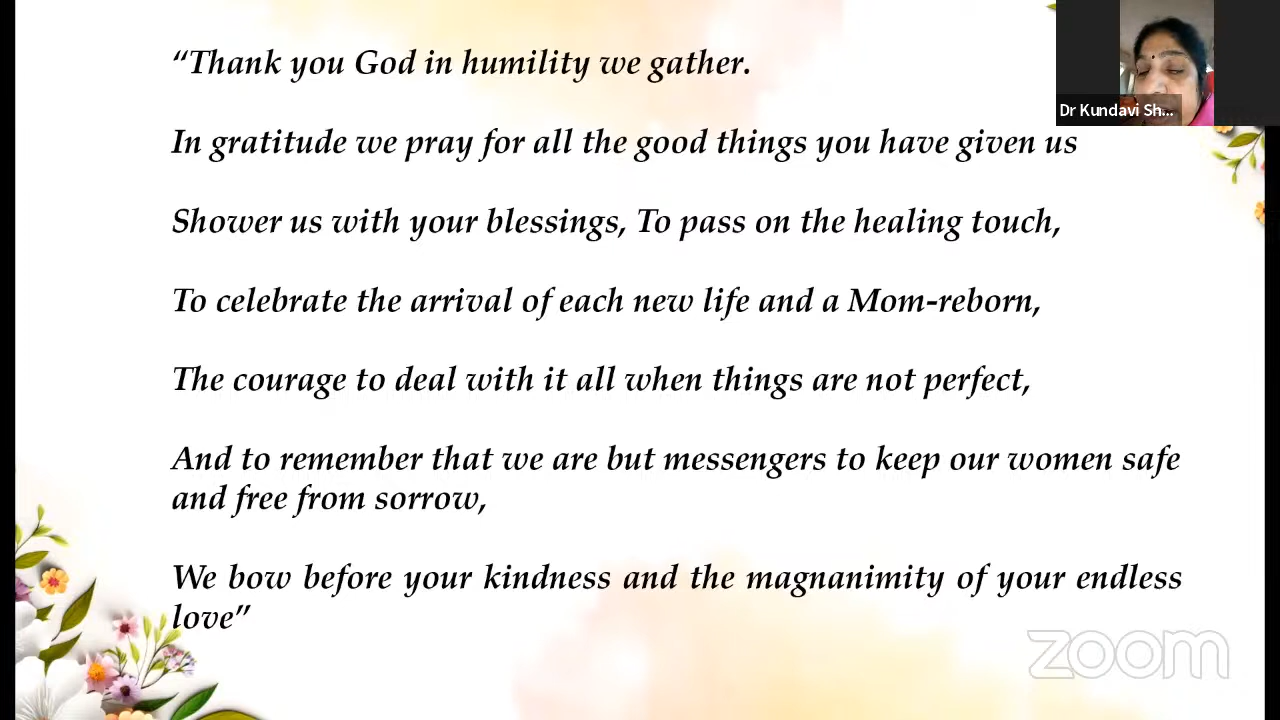 “Thank you God in humility we gather.
In gratitude we pray for all the good things you have given us
Shower us with your blessings, To pass on the healing touch,
To celebrate the arrival of each new life and a Mom-reborn,
The courage to deal with it all when things are not perfect,
And to remember that we are but messengers to keep our women safe
and free from sorrow,
We bow before your kindness and the magnanimity of your endless
love”
Dr Kundavi Sh...
zoom